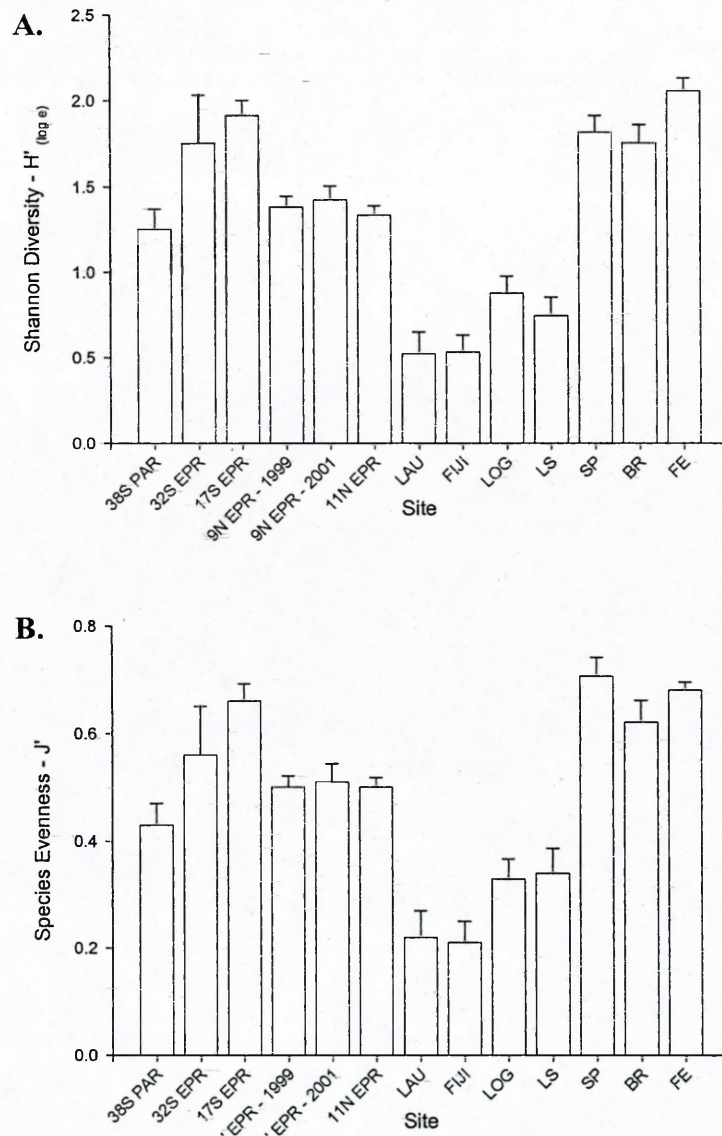 A.
2.5
2.0
1.5
1.0
0.5
0.0
Shannon Diversity - H' (log e)
38S PAR
32S EPR
17S EPR
9N EPR - 1999
9N EPR - 2001
11N EPR
LAU
FIJI
LOG
LS
SP
BR
FE
Site
B.
0.8
0.6
0.4
0.2
0.0
Species Evenness - J'
38S PAR
32S EPR
17S EPR
EPR - 1999
EPR - 2001
11N EPR
LAU
FIJI
LOG
LS
SP
BR
FE
Site